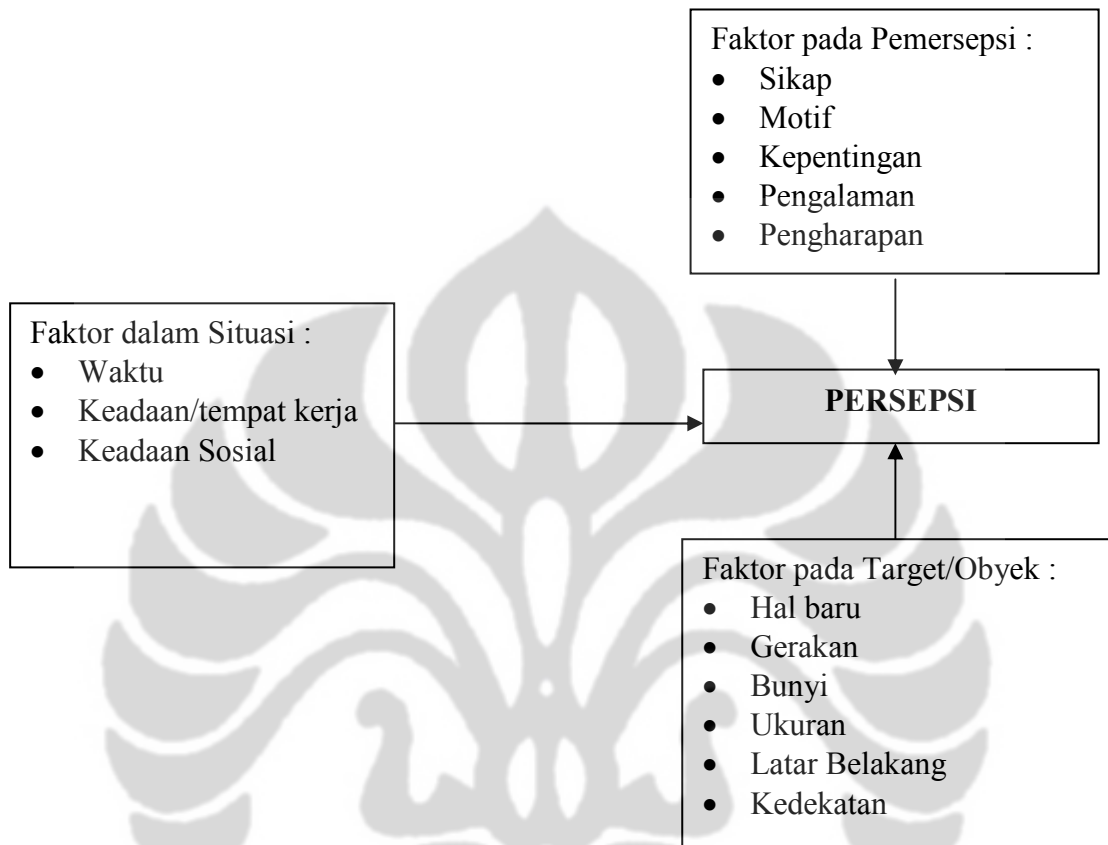 Faktor pada Pemersepsi :
• Sikap
• Motif
• Kepentingan
• Pengalaman
• Pengharapan
Faktor dalam Situasi :
• Waktu
• Keadaan/tempat kerja
• Keadaan Sosial
PERSEPSI
Faktor pada Target/Obyek :
• Hal baru
• Gerakan
• Bunyi
• Ukuran
• Latar Belakang
• Kedekatan